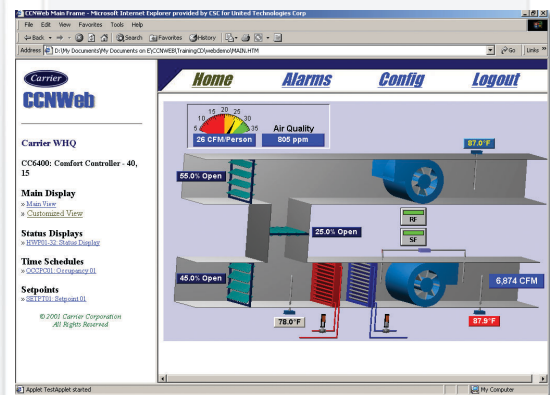 CCNWeb Main Frame - Microsoft Internet Explorer provided by CSC for United Technologies Corp
File Edit View Favorites Tools Help
Back Search Favorites History
Address D:\My Documents\My Documents on E\CCNWEB\TrainingCD\webdemo\MAIN.HTM Go Links »
Carrier
CCNWeb
Home Alarms Config Logout
Carrier WHQ
CC6400: Comfort Controller - 40,
15
Main Display
» Main View
» Customized View
Status Displays
» HWP01-32: Status Display
Time Schedules
» OCCPC01: Occupancy 01
Setpoints
» SETPT01: Setpoint 01
© 2001 Carrier Corporation
All Rights Reserved
5 10 15 20 25 30 35
26 CFM/Person
Air Quality
805 ppm
87.0°F
55.0% Open
RF
25.0% Open
SF
45.0% Open
6,874 CFM
78.0°F
87.9°F
Applet TestApplet started My Computer